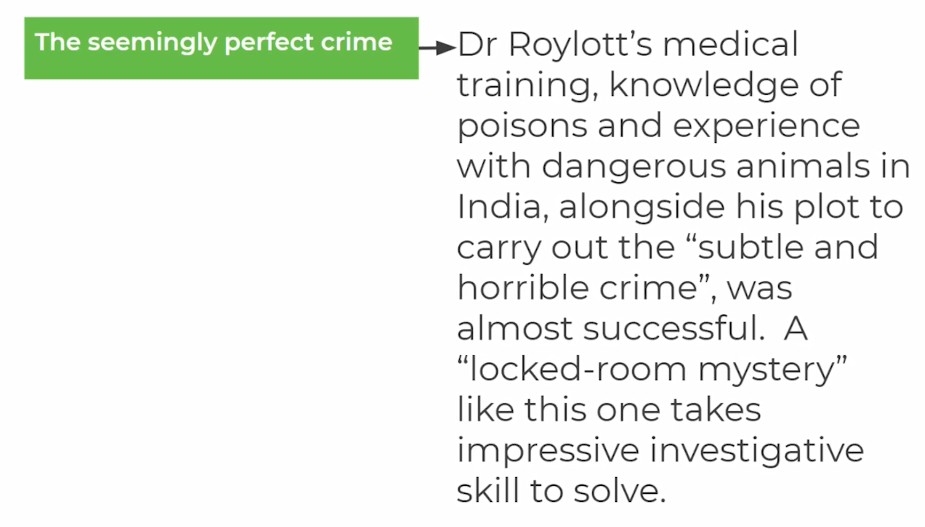 The seemingly perfect crime
Dr Roylott’s medical
training, knowledge of
poisons and experience
with dangerous animals in
India, alongside his plot to
carry out the “subtle and
horrible crime”, was
almost successful.  A
“locked-room mystery”
like this one takes
impressive investigative
skill to solve.